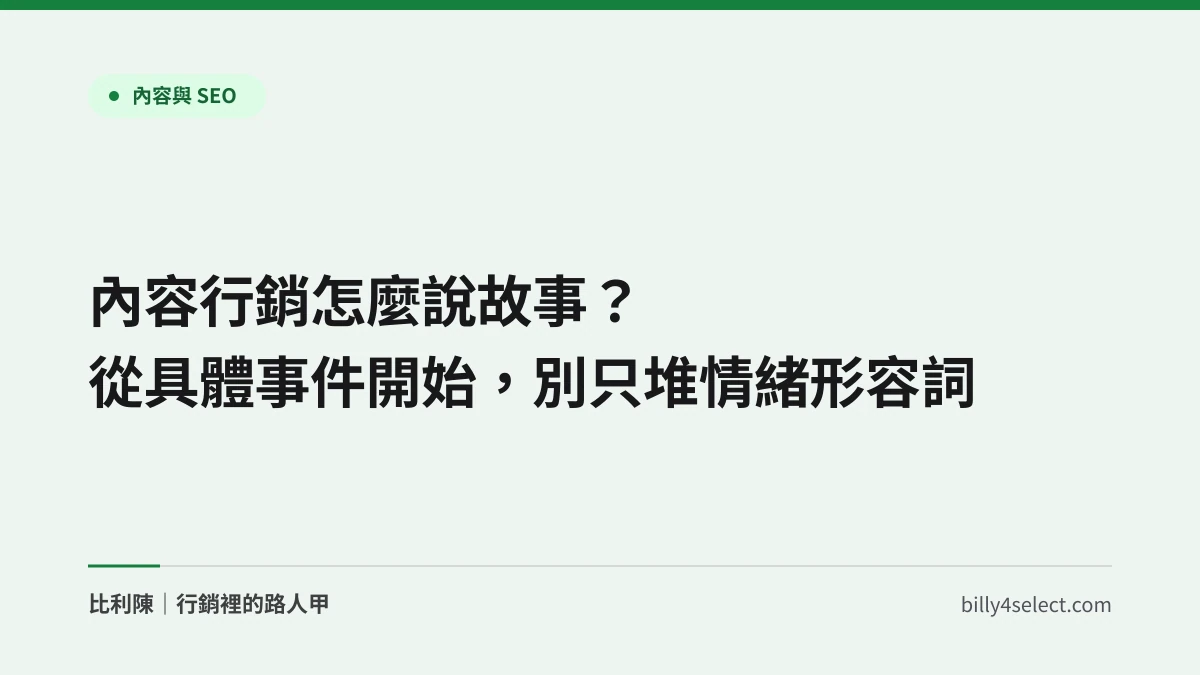 內容與 SEO
內容行銷怎麼說故事？
從具體事件開始，別只堆情緒形容詞
比利陳｜行銷裡的路人甲
billy4select.com